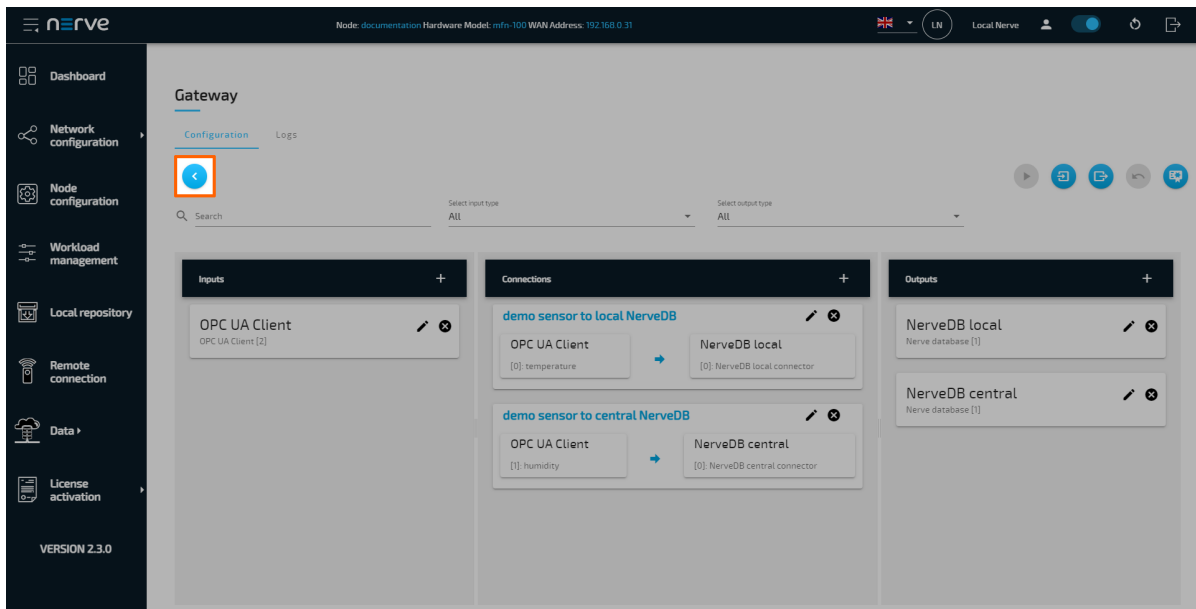 nerve
Node: documentation Hardware Model: mfn-100 WAN Address: 192.168.0.31
LN
Local Nerve
Dashboard
Network
configuration
Node
configuration
Workload
management
Local repository
Remote
connection
Data
License
activation
VERSION 2.3.0
Gateway
Configuration
Logs
Search
Select input type
All
Select output type
All
Inputs +
OPC UA Client
OPC UA Client [2]
Connections +
demo sensor to local NerveDB
OPC UA Client
[0]: temperature
NerveDB local
[0]: NerveDB local connector
demo sensor to central NerveDB
OPC UA Client
[1]: humidity
NerveDB central
[0]: NerveDB central connector
Outputs +
NerveDB local
Nerve database [1]
NerveDB central
Nerve database [1]